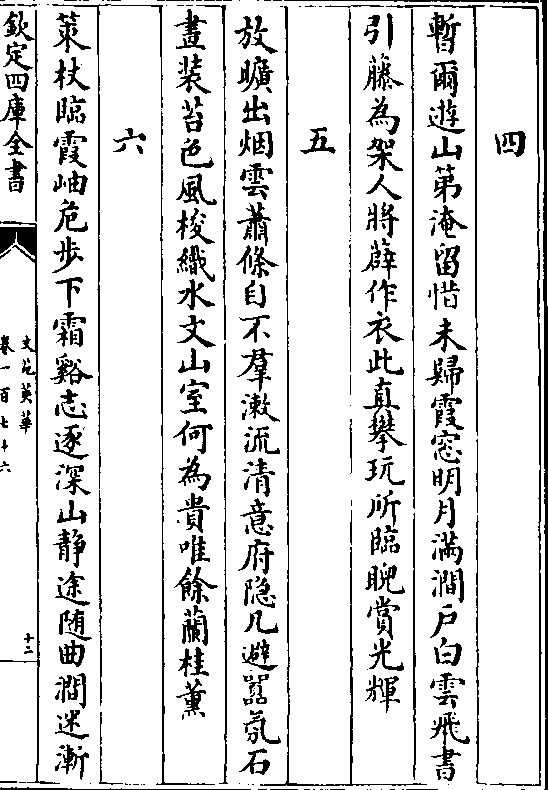 四
暫爾遊山第淹留惜未歸霞窓明月滿澗戸白雲飛書
引藤為架人將薜作衣此真攀玩所臨睨賞光輝
五
放曠出烟雲蕭條自不羣漱流清意府隠几避嚣氛石
畫装苔色風梭織水文山室何為貴唯餘蘭桂薰
六
策杖臨霞岫危步下霜谿志逐深山静途随曲澗迷漸
欽定四庫全書
文苑英華
卷一百七十六
十二